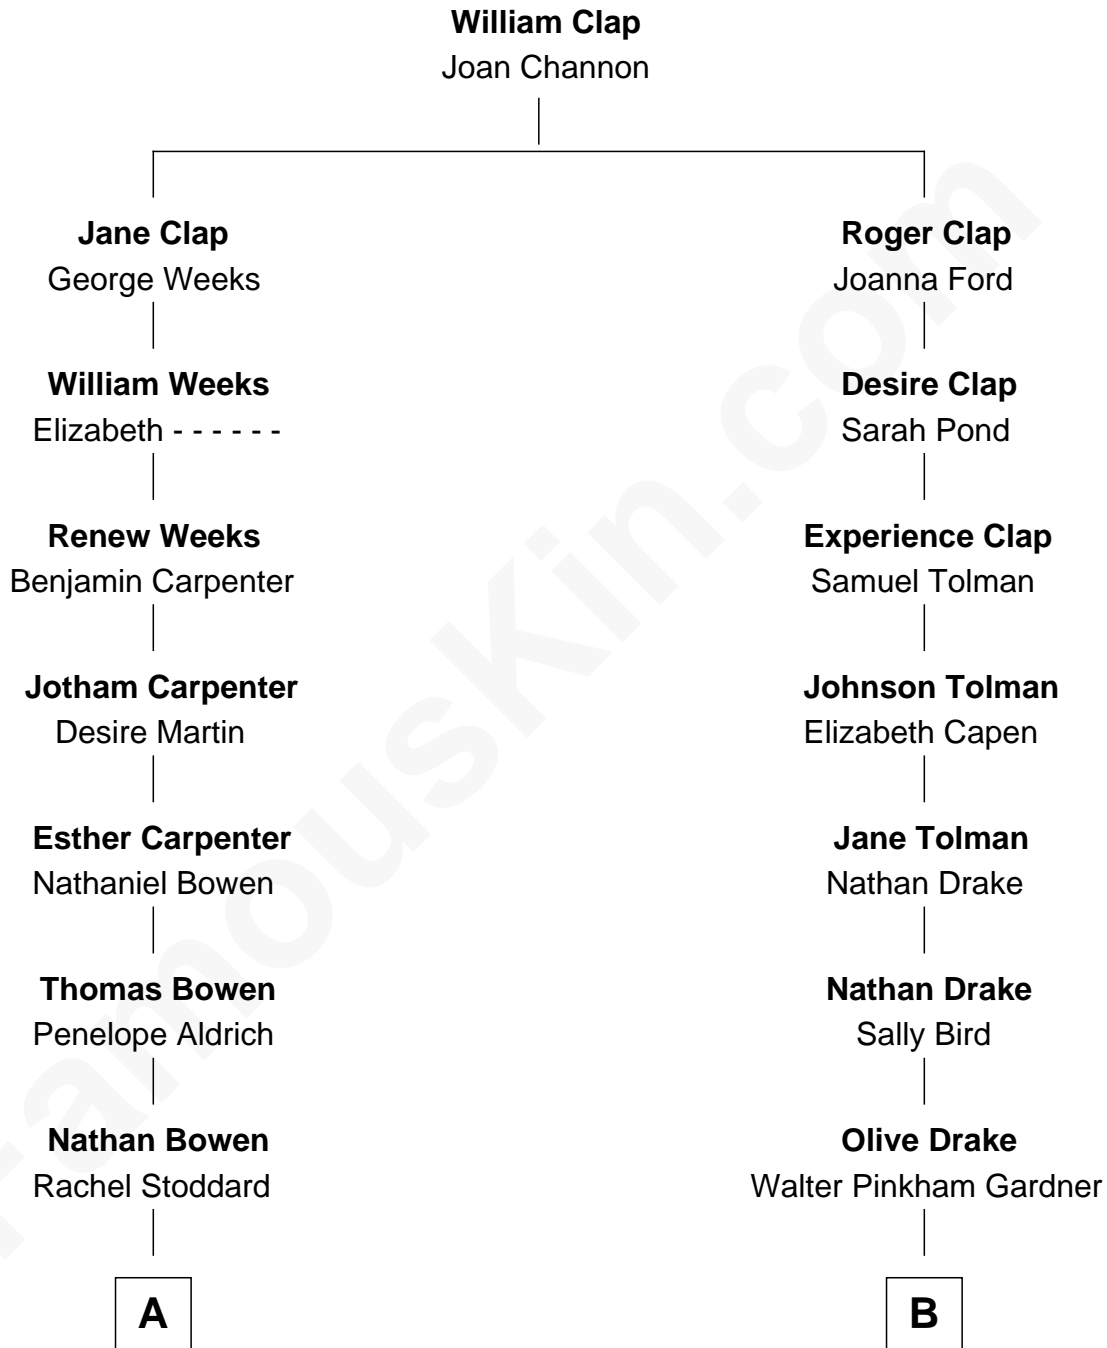 William Clap
Joan Channon
Jane Clap
George Weeks
William Weeks
Elizabeth - - - - - -
Renew Weeks
Benjamin Carpenter
Jotham Carpenter
Desire Martin
Esther Carpenter
Nathaniel Bowen
Thomas Bowen
Penelope Aldrich
Nathan Bowen
Rachel Stoddard
A
Roger Clap
Joanna Ford
Desire Clap
Sarah Pond
Experience Clap
Samuel Tolman
Johnson Tolman
Elizabeth Capen
Jane Tolman
Nathan Drake
Nathan Drake
Sally Bird
Olive Drake
Walter Pinkham Gardner
B
FamousKin.com